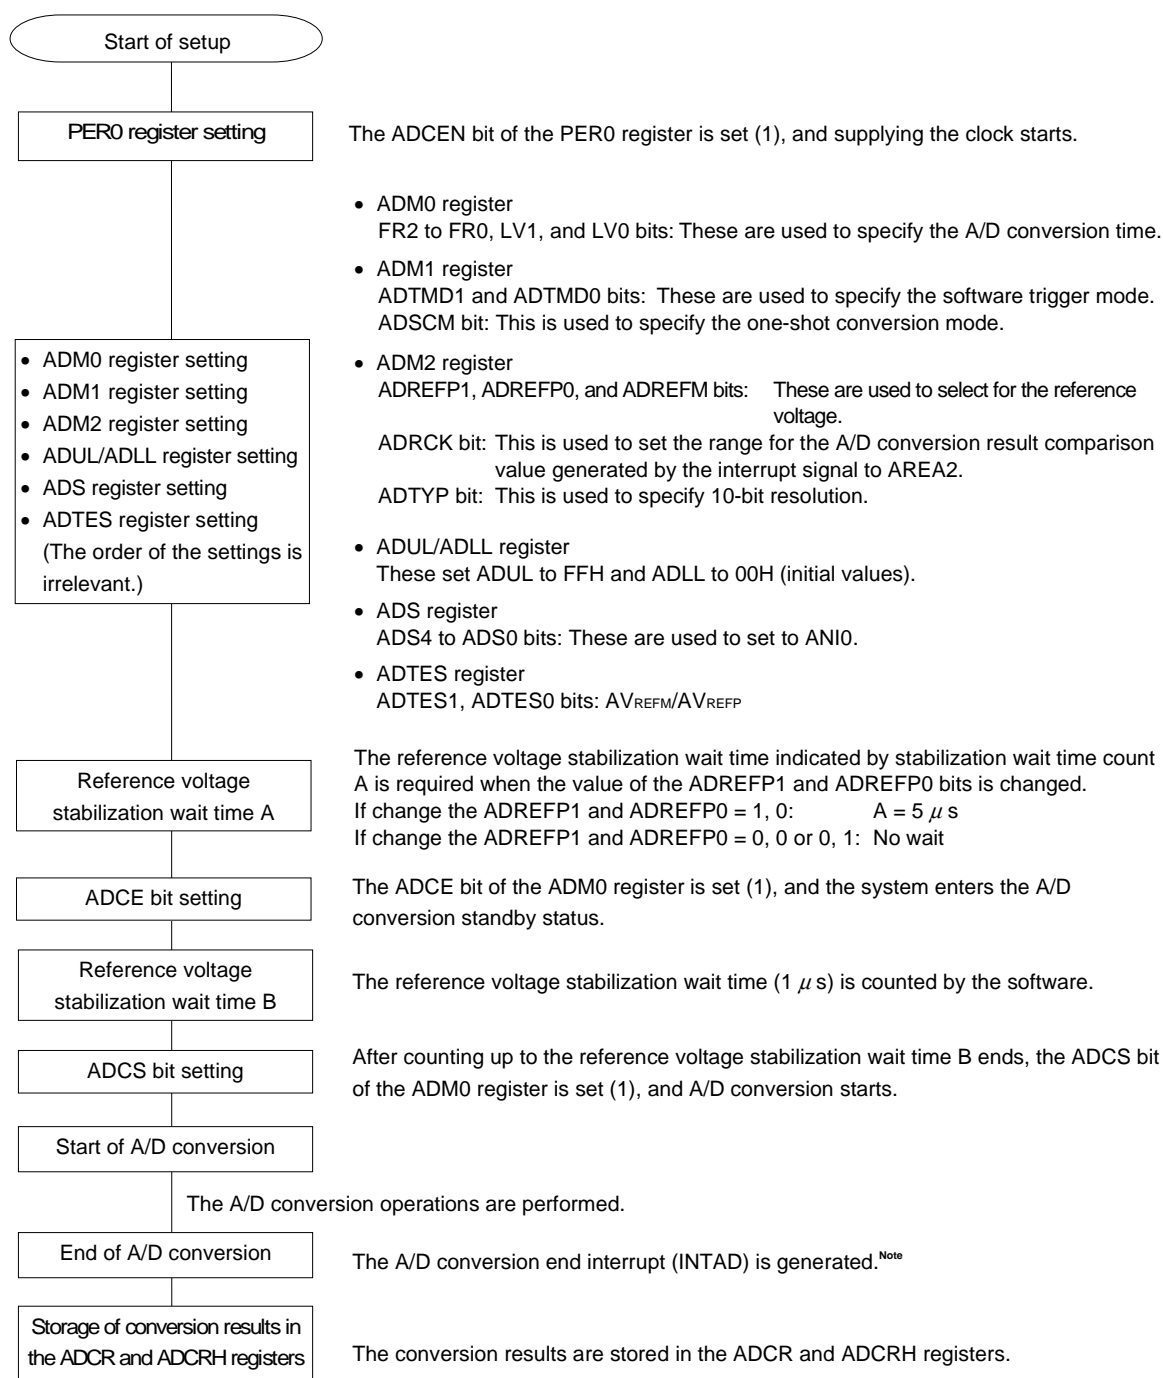 Start of setup
PER0 register setting
The ADCEN bit of the PER0 register is set (1), and supplying the clock starts.
• ADM0 register setting
• ADM1 register setting
• ADM2 register setting
• ADUL/ADLL register setting
• ADS register setting
• ADTES register setting
(The order of the settings is
irrelevant.)
• ADM0 register
FR2 to FR0, LV1, and LV0 bits: These are used to specify the A/D conversion time.
• ADM1 register
ADTMD1 and ADTMD0 bits: These are used to specify the software trigger mode.
ADSCM bit: This is used to specify the one-shot conversion mode.
• ADM2 register
ADREFP1, ADREFP0, and ADREFM bits: These are used to select for the reference
voltage.
ADRCK bit: This is used to set the range for the A/D conversion result comparison
value generated by the interrupt signal to AREA2.
ADTYP bit: This is used to specify 10-bit resolution.
• ADUL/ADLL register
These set ADUL to FFH and ADLL to 00H (initial values).
• ADS register
ADS4 to ADS0 bits: These are used to set to ANI0.
• ADTES register
ADTES1, ADTES0 bits: AVREFM/AVREFP
Reference voltage
stabilization wait time A
The reference voltage stabilization wait time indicated by stabilization wait time count
A is required when the value of the ADREFP1 and ADREFP0 bits is changed.
If change the ADREFP1 and ADREFP0 = 1, 0: A = 5 μ s
If change the ADREFP1 and ADREFP0 = 0, 0 or 0, 1: No wait
ADCE bit setting
The ADCE bit of the ADM0 register is set (1), and the system enters the A/D
conversion standby status.
Reference voltage
stabilization wait time B
The reference voltage stabilization wait time (1 μ s) is counted by the software.
ADCS bit setting
After counting up to the reference voltage stabilization wait time B ends, the ADCS bit
of the ADM0 register is set (1), and A/D conversion starts.
Start of A/D conversion
The A/D conversion operations are performed.
End of A/D conversion
The A/D conversion end interrupt (INTAD) is generated.Note
Storage of conversion results in
the ADCR and ADCRH registers
The conversion results are stored in the ADCR and ADCRH registers.